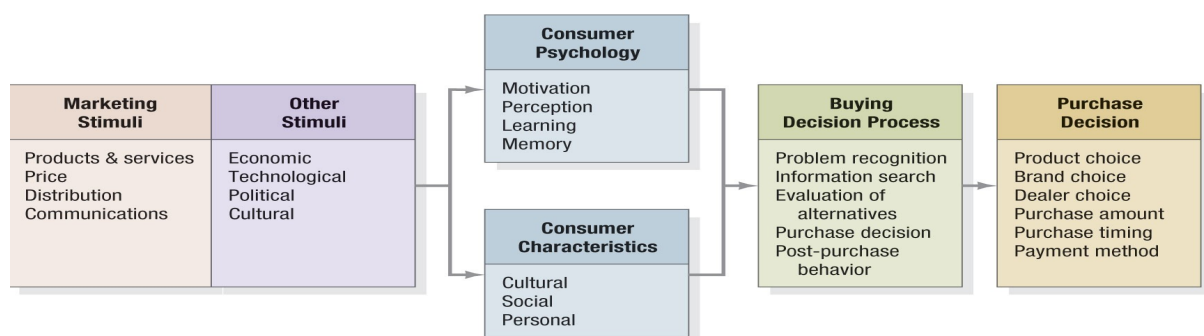 Marketing
Stimuli
Products & services
Price
Distribution
Communications
Other
Stimuli
Economic
Technological
Political
Cultural
Consumer
Psychology
Motivation
Perception
Learning
Memory
Consumer
Characteristics
Cultural
Social
Personal
Buying
Decision Process
Problem recognition
Information search
Evaluation of
alternatives
Purchase decision
Post-purchase
behavior
Purchase
Decision
Product choice
Brand choice
Dealer choice
Purchase amount
Purchase timing
Payment method